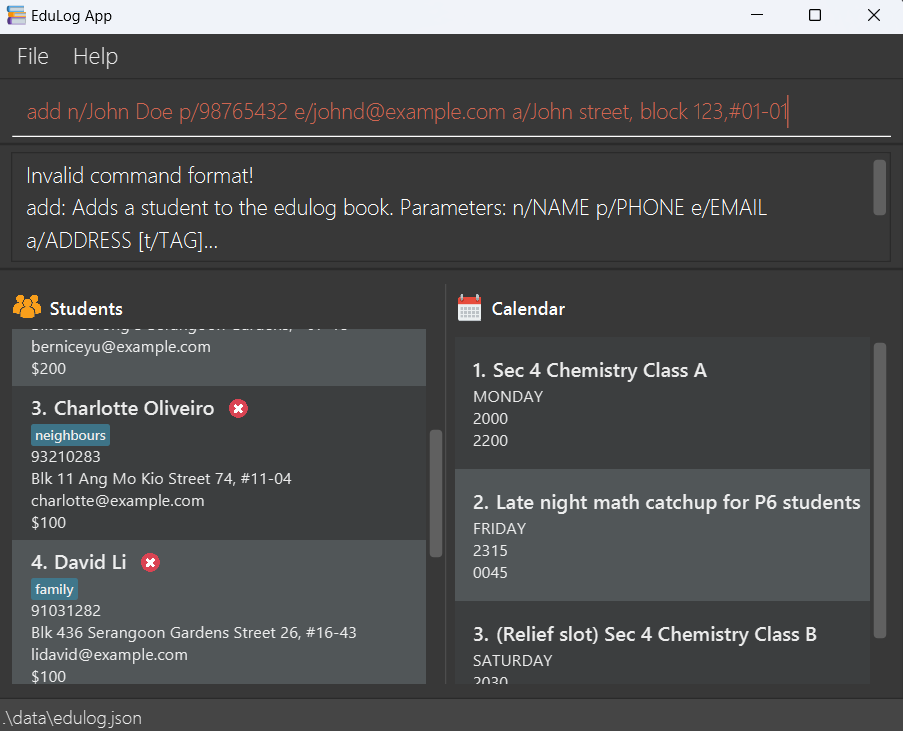 EduLog App
File Help
add n/John Doe p/98765432 e/johnd@example.com a/John street, block 123,#01-01
Invalid command format!
add: Adds a student to the edulog book. Parameters: n/NAME p/PHONE e/EMAIL
a/ADDRESS [t/TAG]...
Students
berniceyu@example.com
$200
3. Charlotte Oliveiro
neighbours
93210283
Blk 11 Ang Mo Kio Street 74, #11-04
charlotte@example.com
$100
4. David Li
family
91031282
Blk 436 Serangoon Gardens Street 26, #16-43
lidavid@example.com
$100
Calendar
1. Sec 4 Chemistry Class A
MONDAY
2000
2200
2. Late night math catchup for P6 students
FRIDAY
2315
0045
3. (Relief slot) Sec 4 Chemistry Class B
SATURDAY
2030
.\data\edulog.json